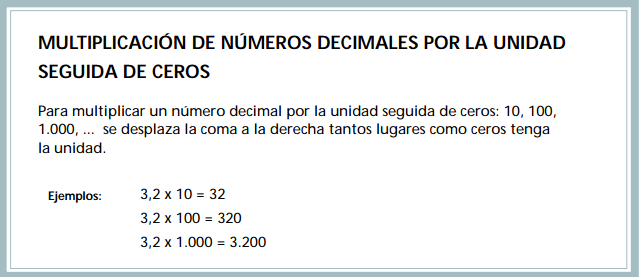 MULTIPLICACIÓN DE NÚMEROS DECIMALES POR LA UNIDAD
SEGUIDA DE CEROS
Para multiplicar un número decimal por la unidad seguida de ceros: 10, 100,
1.000, ... se desplaza la coma a la derecha tantos lugares como ceros tenga
la unidad.
Ejemplos: 3,2 x 10 = 32
3,2 x 100 = 320
3,2 x 1.000 = 3.200